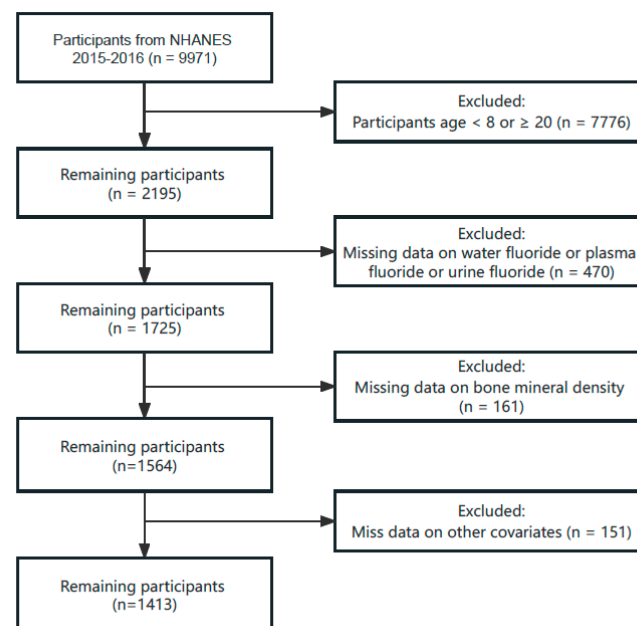 Participants from NHANES
2015-2016 (n = 9971)
Excluded:
Participants age < 8 or ≥ 20 (n = 7776)
Remaining participants
(n = 2195)
Excluded:
Missing data on water fluoride or plasma
fluoride or urine fluoride (n = 470)
Remaining participants
(n = 1725)
Excluded:
Missing data on bone mineral density
(n = 161)
Remaining participants
(n=1564)
Excluded:
Miss data on other covariates (n = 151)
Remaining participants
(n=1413)